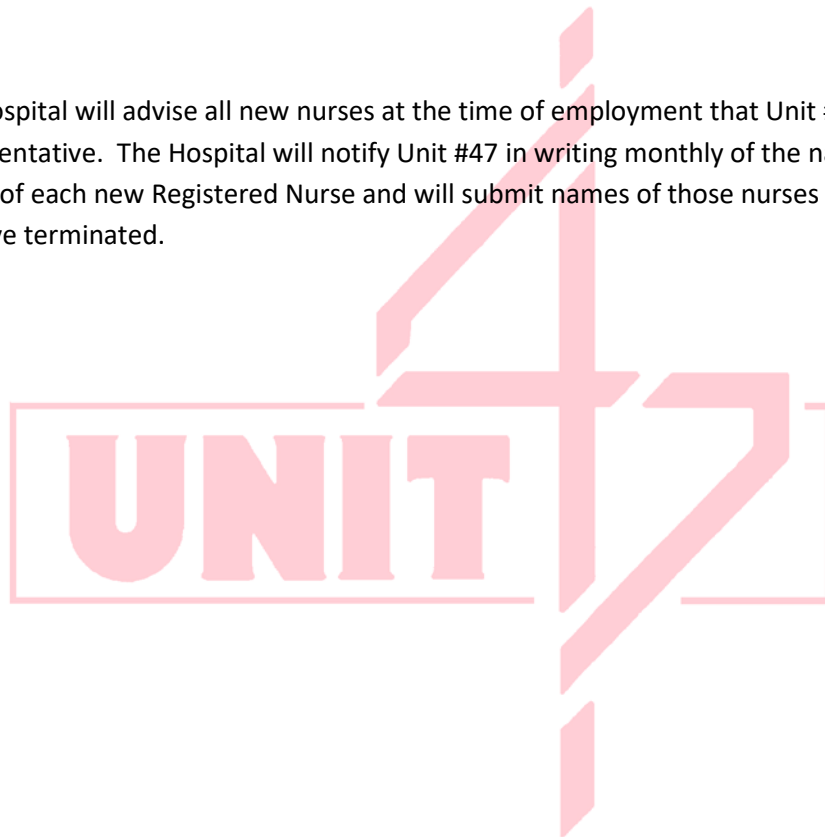 ospital will advise all new nurses at the time of employment that Unit #
entative.  The Hospital will notify Unit #47 in writing monthly of the na
of each new Registered Nurse and will submit names of those nurses
ve terminated.
UNIT 47